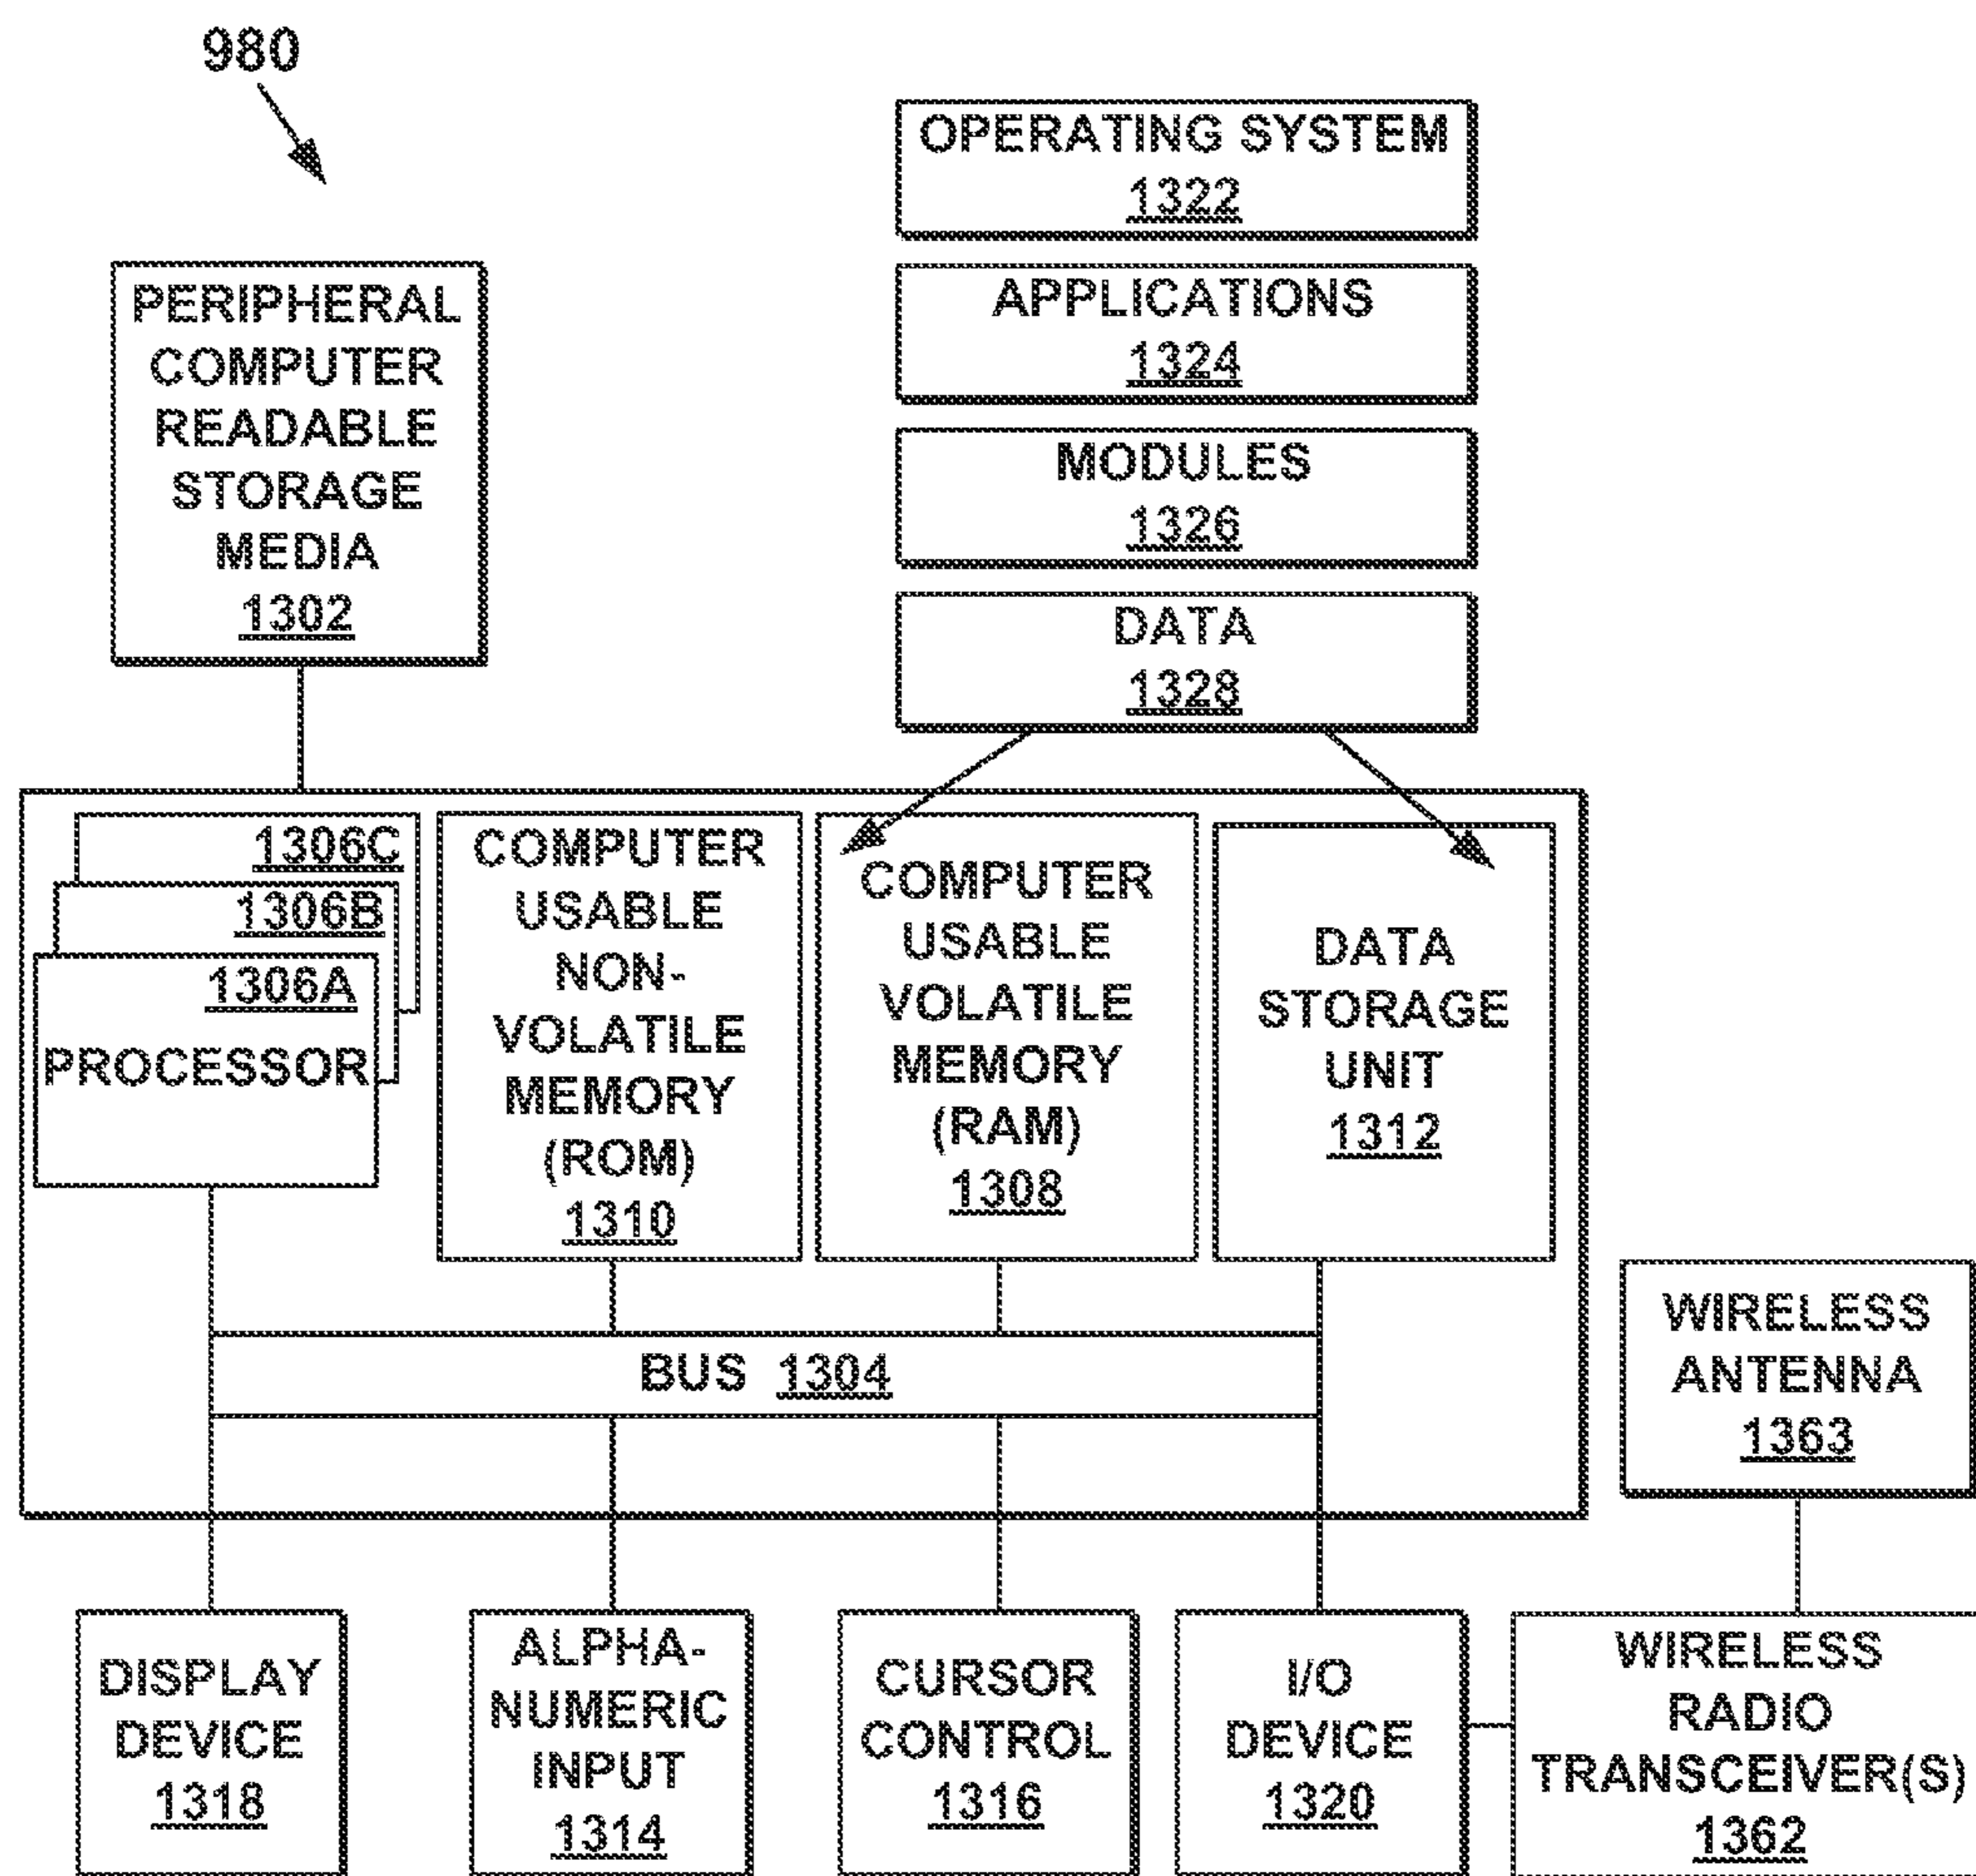 980
OPERATING SYSTEM
1322
APPLICATIONS
1324
MODULES
1326
DATA
1328
PERIPHERAL
COMPUTER
READABLE
STORAGE
MEDIA
1302
1306C
1306B
1306A
PROCESSOR
COMPUTER
USABLE
NON-
VOLATILE
MEMORY
(ROM)
1310
COMPUTER
USABLE
VOLATILE
MEMORY
(RAM)
1308
DATA
STORAGE
UNIT
1312
BUS 1304
WIRELESS
ANTENNA
1363
DISPLAY
DEVICE
1318
ALPHA-
NUMERIC
INPUT
1314
CURSOR
CONTROL
1316
I/O
DEVICE
1320
WIRELESS
RADIO
TRANSCEIVER(S)
1362